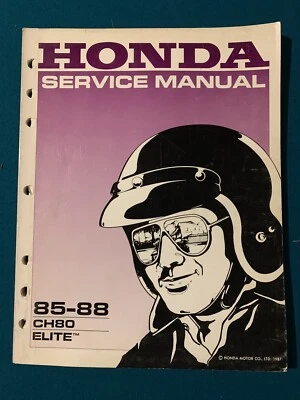 HONDA
SERVICE MANUAL
85-88
CH80
ELITE™
© HONDA MOTOR CO., LTD. 1987